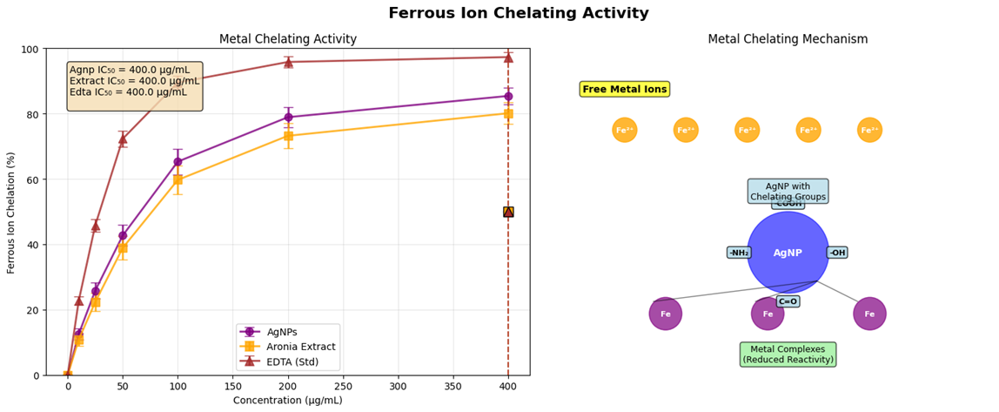 Ferrous Ion Chelating Activity
Metal Chelating Activity
Agnp IC₅₀ = 400.0 µg/mL
Extract IC₅₀ = 400.0 µg/mL
Edta IC₅₀ = 400.0 µg/mL
Ferrous Ion Chelation (%)
100
80
60
40
20
0
0 50 100 150 200 250 300 350 400
Concentration (µg/mL)
AgNPs
Aronia Extract
EDTA (Std)
Metal Chelating Mechanism
Free Metal Ions
Fe²⁺ Fe²⁺ Fe²⁺ Fe²⁺ Fe²⁺
AgNP with
Chelating Groups
-COOH
-NH₂ AgNP -OH
C=O
Fe Fe Fe
Metal Complexes
(Reduced Reactivity)